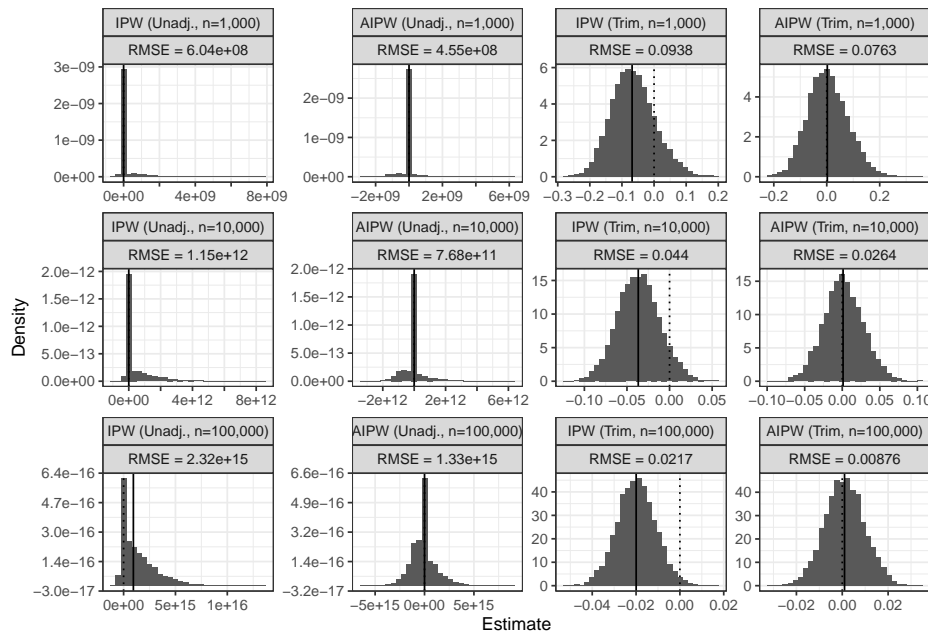 IPW (Unadj., n=1,000)
AIPW (Unadj., n=1,000)
IPW (Trim, n=1,000)
AIPW (Trim, n=1,000)
RMSE = 6.04e+08
RMSE = 4.55e+08
RMSE = 0.0938
RMSE = 0.0763
3e−09
2e−09
1e−09
0e+00
2e−09
1e−09
0e+00
6
4
2
0
4
2
0
0e+00 3e+09 6e+09 9e+09
−2e+09 0e+00 2e+09 4e+09 6e+09
−0.3 −0.2 −0.1 0.0 0.1 0.2
−0.2 0.0 0.2
IPW (Unadj., n=10,000)
AIPW (Unadj., n=10,000)
IPW (Trim, n=10,000)
AIPW (Trim, n=10,000)
RMSE = 1.15e+12
RMSE = 7.68e+11
RMSE = 0.044
RMSE = 0.0264
2.0e−12
1.5e−12
1.0e−12
5.0e−13
0.0e+00
2.0e−12
1.5e−12
1.0e−12
5.0e−13
0.0e+00
15
10
5
0
15
10
5
0
0e+00 4e+12 8e+12
−2e+12 2e+12 6e+12
−0.10 −0.05 0.00 0.05
−0.10 −0.05 0.00 0.05 0.10
IPW (Unadj., n=100,000)
AIPW (Unadj., n=100,000)
IPW (Trim, n=100,000)
AIPW (Trim, n=100,000)
RMSE = 2.32e+15
RMSE = 1.33e+15
RMSE = 0.0217
RMSE = 0.00876
6.4e−16
4.7e−16
3.0e−16
1.4e−16
−3.2e−17
6.4e−16
4.7e−16
3.0e−16
1.4e−16
−3.0e−17
40
30
20
10
0
40
30
20
10
0
0e+00 5e+15 1e+16
−5e+15 0e+00 5e+15
−0.04 −0.02 0.00 0.02
−0.02 0.00 0.02
Density
Estimate